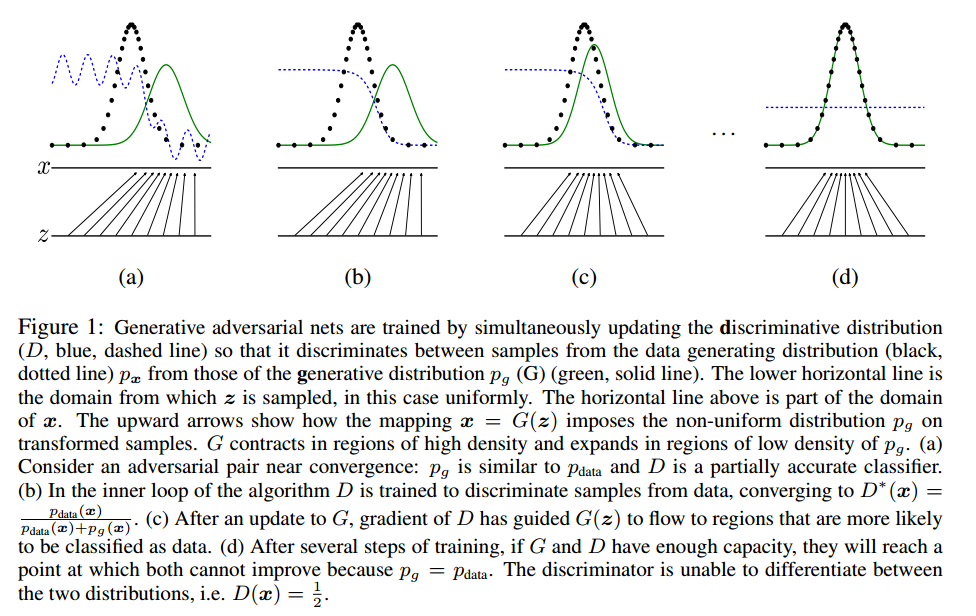 x
z
...
(a) (b) (c) (d)
Figure 1: Generative adversarial nets are trained by simultaneously updating the discriminative distribution
(D, blue, dashed line) so that it discriminates between samples from the data generating distribution (black,
dotted line) pₓ from those of the generative distribution p_g (G) (green, solid line). The lower horizontal line is
the domain from which z is sampled, in this case uniformly. The horizontal line above is part of the domain
of x. The upward arrows show how the mapping x = G(z) imposes the non-uniform distribution p_g on
transformed samples. G contracts in regions of high density and expands in regions of low density of p_g. (a)
Consider an adversarial pair near convergence: p_g is similar to p_data and D is a partially accurate classifier.
(b) In the inner loop of the algorithm D is trained to discriminate samples from data, converging to D*(x) =
p_data(x) / (p_data(x)+p_g(x)). (c) After an update to G, gradient of D has guided G(z) to flow to regions that are more likely
to be classified as data. (d) After several steps of training, if G and D have enough capacity, they will reach a
point at which both cannot improve because p_g = p_data. The discriminator is unable to differentiate between
the two distributions, i.e. D(x) = 1/2.